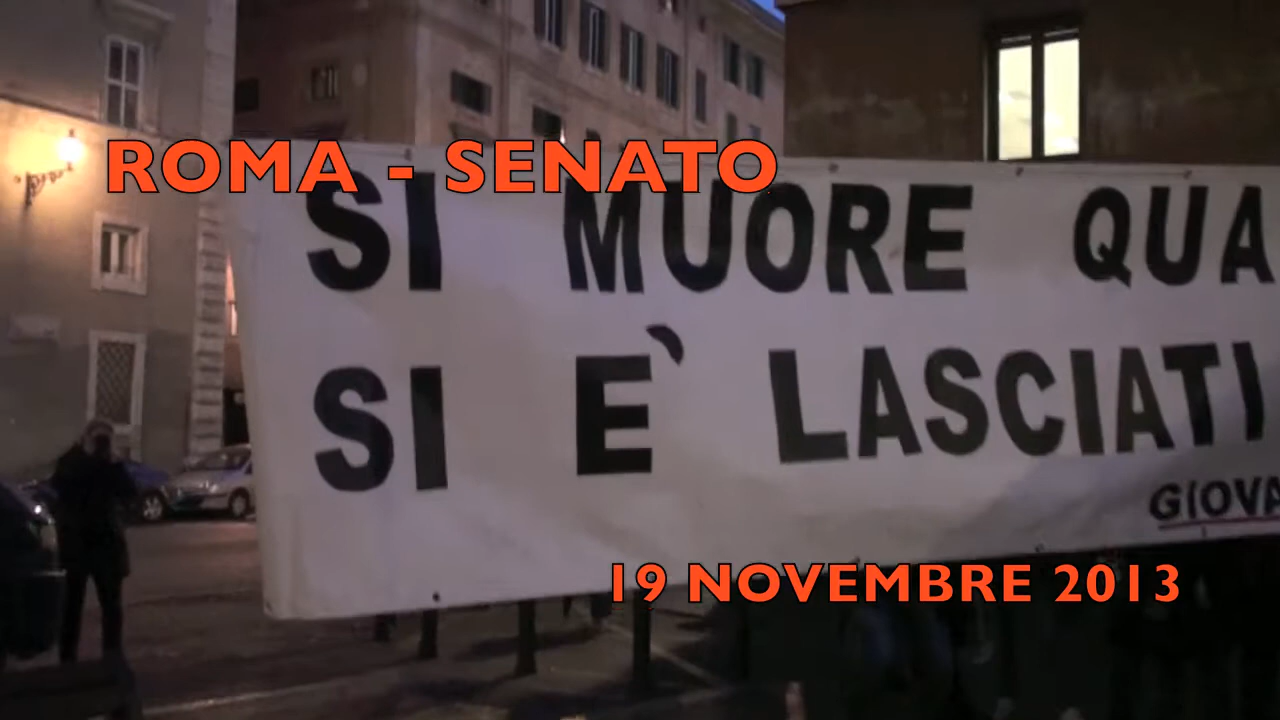 ROMA - SENATO
SI MUORE QUA
SI E` LASCIATI
GIOVA
19 NOVEMBRE 2013